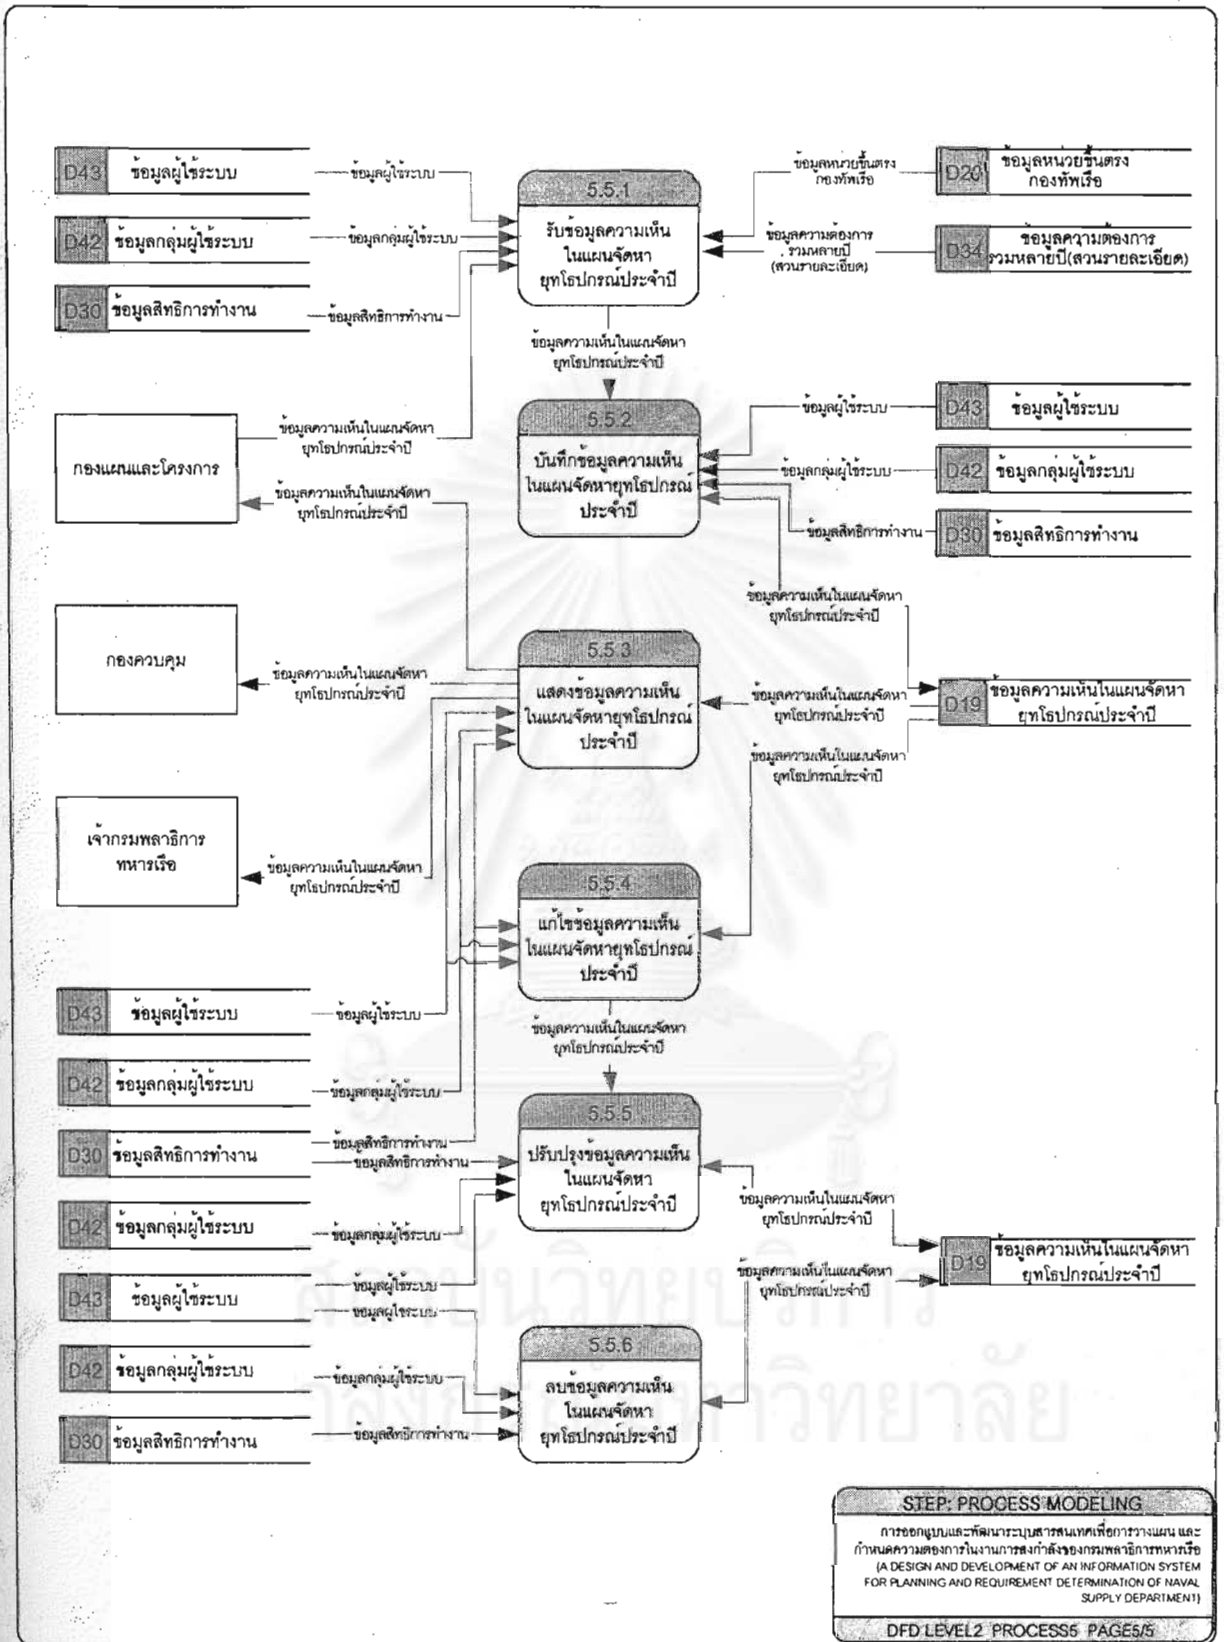 D43 ข้อมูลผู้ใช้ระบบ
ข้อมูลผู้ใช้ระบบ
D42 ข้อมูลกลุ่มผู้ใช้ระบบ
ข้อมูลกลุ่มผู้ใช้ระบบ
D30 ข้อมูลสิทธิการทำงาน
ข้อมูลสิทธิการทำงาน
5.5.1
รับข้อมูลความเห็น
ในแผนจัดหา
ยุทโธปกรณ์ประจำปี
ข้อมูลหน่วยขึ้นตรง
กองทัพเรือ
D20 ข้อมูลหน่วยขึ้นตรง
กองทัพเรือ
ข้อมูลความต้องการ
รวมหลายปี
(ส่วนรายละเอียด)
D34 ข้อมูลความต้องการ
รวมหลายปี(ส่วนรายละเอียด)
ข้อมูลความเห็นในแผนจัดหา
ยุทโธปกรณ์ประจำปี
กองแผนและโครงการ
ข้อมูลความเห็นในแผนจัดหา
ยุทโธปกรณ์ประจำปี
ข้อมูลความเห็นในแผนจัดหา
ยุทโธปกรณ์ประจำปี
5.5.2
บันทึกข้อมูลความเห็น
ในแผนจัดหายุทโธปกรณ์
ประจำปี
ข้อมูลผู้ใช้ระบบ
D43 ข้อมูลผู้ใช้ระบบ
ข้อมูลกลุ่มผู้ใช้ระบบ
D42 ข้อมูลกลุ่มผู้ใช้ระบบ
ข้อมูลสิทธิการทำงาน
D30 ข้อมูลสิทธิการทำงาน
ข้อมูลความเห็นในแผนจัดหา
ยุทโธปกรณ์ประจำปี
กองควบคุม
ข้อมูลความเห็นในแผนจัดหา
ยุทโธปกรณ์ประจำปี
5.5.3
แสดงข้อมูลความเห็น
ในแผนจัดหายุทโธปกรณ์
ประจำปี
ข้อมูลความเห็นในแผนจัดหา
ยุทโธปกรณ์ประจำปี
D19 ข้อมูลความเห็นในแผนจัดหา
ยุทโธปกรณ์ประจำปี
ข้อมูลความเห็นในแผนจัดหา
ยุทโธปกรณ์ประจำปี
เจ้ากรมพลาธิการ
ทหารเรือ
ข้อมูลความเห็นในแผนจัดหา
ยุทโธปกรณ์ประจำปี
5.5.4
แก้ไขข้อมูลความเห็น
ในแผนจัดหายุทโธปกรณ์
ประจำปี
D43 ข้อมูลผู้ใช้ระบบ
ข้อมูลผู้ใช้ระบบ
ข้อมูลความเห็นในแผนจัดหา
ยุทโธปกรณ์ประจำปี
D42 ข้อมูลกลุ่มผู้ใช้ระบบ
ข้อมูลกลุ่มผู้ใช้ระบบ
D30 ข้อมูลสิทธิการทำงาน
ข้อมูลสิทธิการทำงาน
ข้อมูลสิทธิการทำงาน
5.5.5
ปรับปรุงข้อมูลความเห็น
ในแผนจัดหา
ยุทโธปกรณ์ประจำปี
D42 ข้อมูลกลุ่มผู้ใช้ระบบ
ข้อมูลกลุ่มผู้ใช้ระบบ
ข้อมูลความเห็นในแผนจัดหา
ยุทโธปกรณ์ประจำปี
D19 ข้อมูลความเห็นในแผนจัดหา
ยุทโธปกรณ์ประจำปี
ข้อมูลความเห็นในแผนจัดหา
ยุทโธปกรณ์ประจำปี
D43 ข้อมูลผู้ใช้ระบบ
ข้อมูลผู้ใช้ระบบ
ข้อมูลผู้ใช้ระบบ
D42 ข้อมูลกลุ่มผู้ใช้ระบบ
ข้อมูลกลุ่มผู้ใช้ระบบ
5.5.6
ลบข้อมูลความเห็น
ในแผนจัดหา
ยุทโธปกรณ์ประจำปี
D30 ข้อมูลสิทธิการทำงาน
ข้อมูลสิทธิการทำงาน
สถาบันวิทยบริการ
จุฬาลงกรณ์มหาวิทยาลัย
STEP: PROCESS MODELING
การออกแบบและพัฒนาระบบสารสนเทศเพื่อการวางแผน และ
กำหนดความต้องการในงานการส่งกำลังของกรมพลาธิการทหารเรือ
(A DESIGN AND DEVELOPMENT OF AN INFORMATION SYSTEM
FOR PLANNING AND REQUIREMENT DETERMINATION OF NAVAL
SUPPLY DEPARTMENT)
DFD LEVEL2 PROCESS5 PAGE5/5